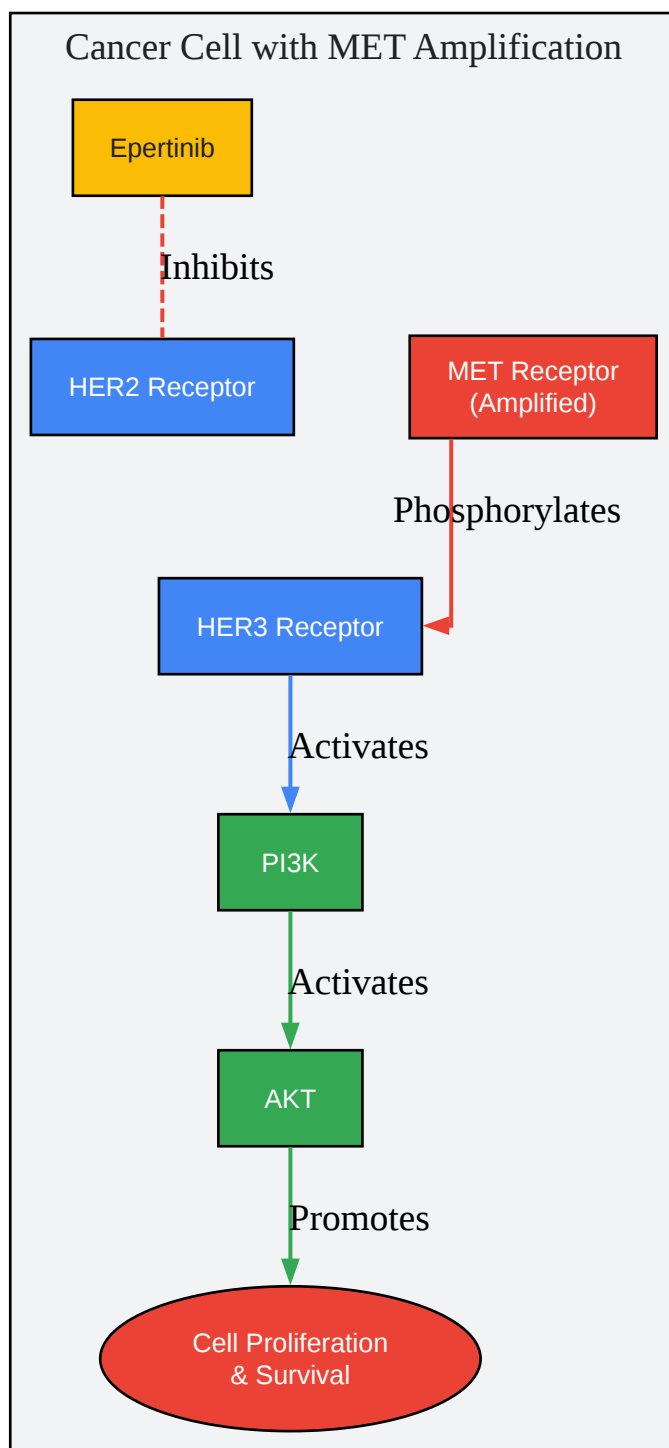 Cancer Cell with MET Amplification
Epertinib
Inhibits
HER2 Receptor
MET Receptor
(Amplified)
Phosphorylates
HER3 Receptor
Activates
PI3K
Activates
AKT
Promotes
Cell Proliferation
& Survival